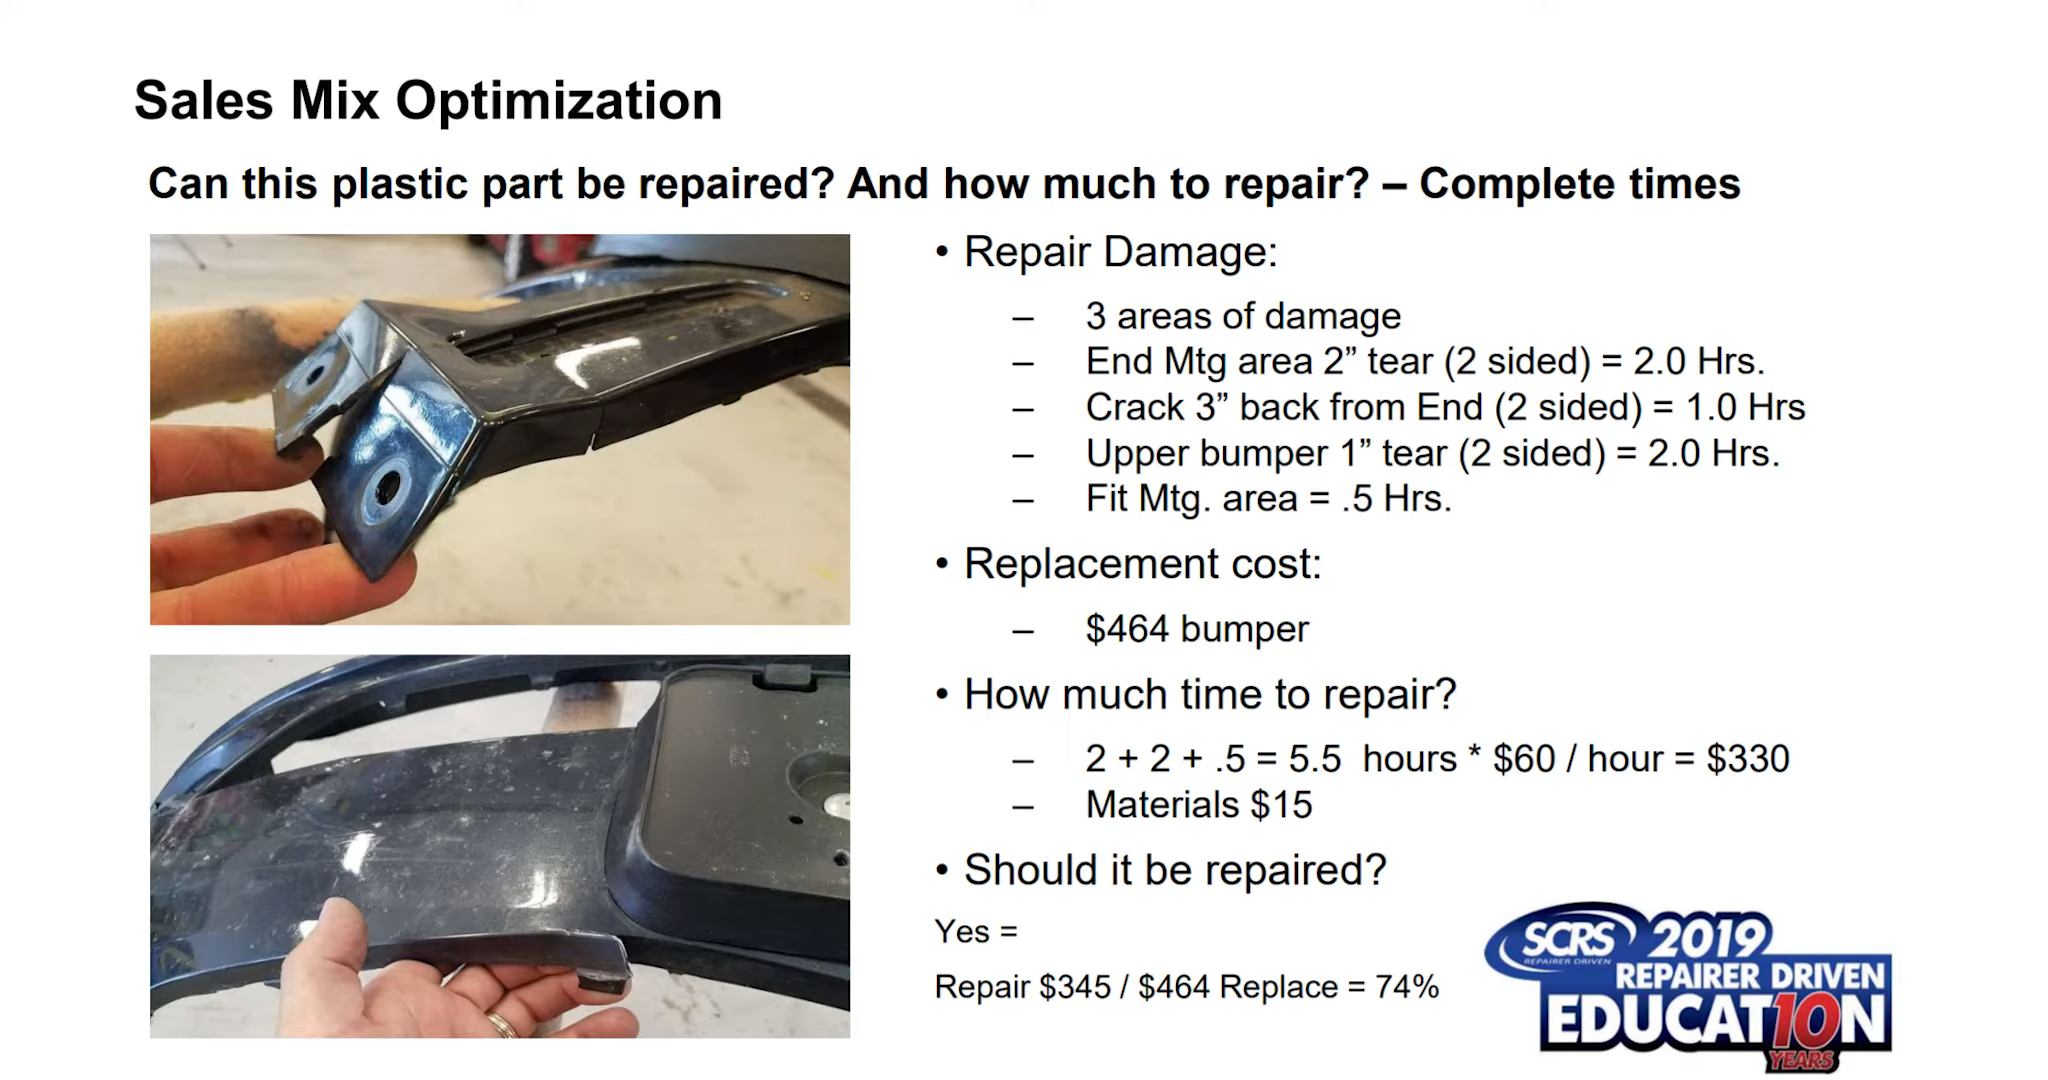 Sales Mix Optimization
Can this plastic part be repaired? And how much to repair? – Complete times
• Repair Damage:
– 3 areas of damage
– End Mtg area 2” tear (2 sided) = 2.0 Hrs.
– Crack 3” back from End (2 sided) = 1.0 Hrs
– Upper bumper 1” tear (2 sided) = 2.0 Hrs.
– Fit Mtg. area = .5 Hrs.
• Replacement cost:
– $464 bumper
• How much time to repair?
– 2 + 2 + .5 = 5.5 hours * $60 / hour = $330
– Materials $15
• Should it be repaired?
Yes =
Repair $345 / $464 Replace = 74%
SCRS 2019
REPAIRER DRIVEN
REPAIRER DRIVEN
EDUCAT10N
YEARS